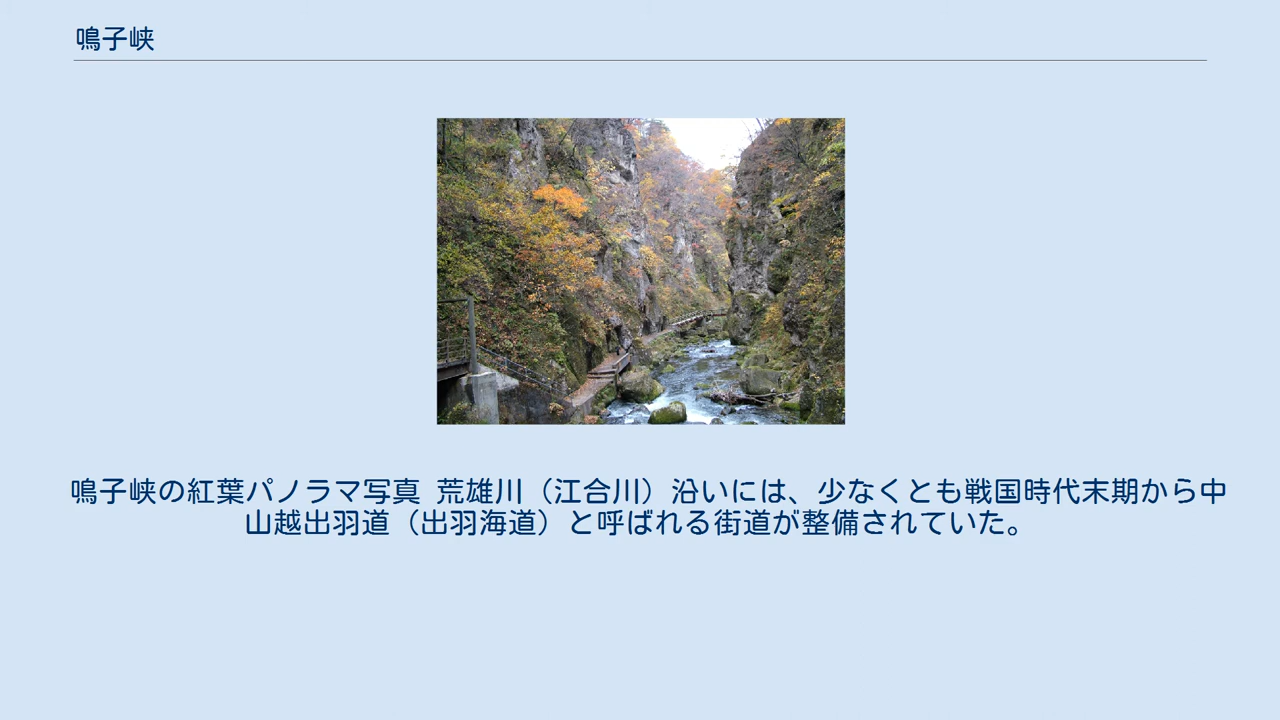 鳴子峡
鳴子峡の紅葉パノラマ写真 荒雄川（江合川）沿いには、少なくとも戦国時代末期から中
山越出羽道（出羽海道）と呼ばれる街道が整備されていた。